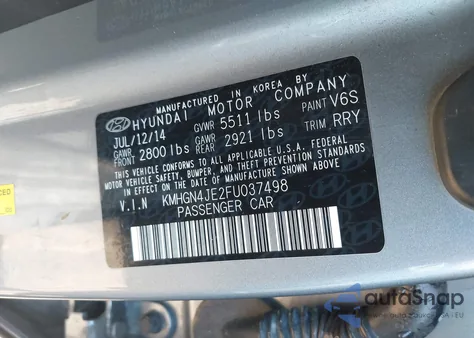 MANUFACTURED IN KOREA BY
HYUNDAI MOTOR COMPANY
JUL/12/14 GVWR 5511 lbs PAINT V6S
GAWR FRONT 2800 lbs GAWR REAR 2921 lbs TRIM RRY
THIS VEHICLE CONFORMS TO ALL APPLICABLE U.S.A. FEDERAL
MOTOR VEHICLE SAFETY, BUMPER, AND THEFT PREVENTION
STANDARDS IN EFFECT ON THE DATE OF MANUFACTURE SHOWN ABOVE.
V.I.N KMHGN4JE2FU037498
PASSENGER CAR
autoSnap